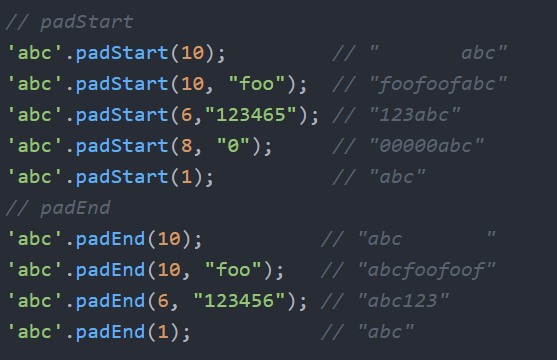 // padStart
'abc'.padStart(10);         // "       abc"
'abc'.padStart(10, "foo");  // "foofoofabc"
'abc'.padStart(6,"123465"); // "123abc"
'abc'.padStart(8, "0");     // "00000abc"
'abc'.padStart(1);          // "abc"
// padEnd
'abc'.padEnd(10);          // "abc       "
'abc'.padEnd(10, "foo");   // "abcfoofoof"
'abc'.padEnd(6, "123456"); // "abc123"
'abc'.padEnd(1);           // "abc"